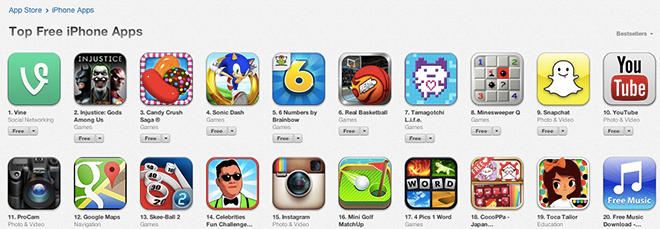 App Store > iPhone Apps
Top Free iPhone Apps
Bestsellers
INJUSTICE
6
You
Tube
1. Vine
Social Networking
Free
2. Injustice: Gods
Among Us
Games
Free
3. Candy Crush
Saga ®
Games
Free
4. Sonic Dash
Games
Free
5. 6 Numbers by
Brainbow
Games
Free
6. Real Basketball
Games
Free
7. Tamagotchi
L.i.f.e.
Games
Free
8. Minesweeper Q
Games
Free
9. Snapchat
Photo & Video
Free
10. YouTube
Photo & Video
Free
g
4 PICS 1
WORD
Free Music
11. ProCam
Photo & Video
12. Google Maps
Navigation
13. Skee-Ball 2
Games
14. Celebrities
Fun Challenge...
Games
15. Instagram
Photo & Video
16. Mini Golf
MatchUp
Games
17. 4 Pics 1 Word
Games
18. CocoPPa -
Japan...
19. Toca Tailor
Education
20. Free Music
Download -...